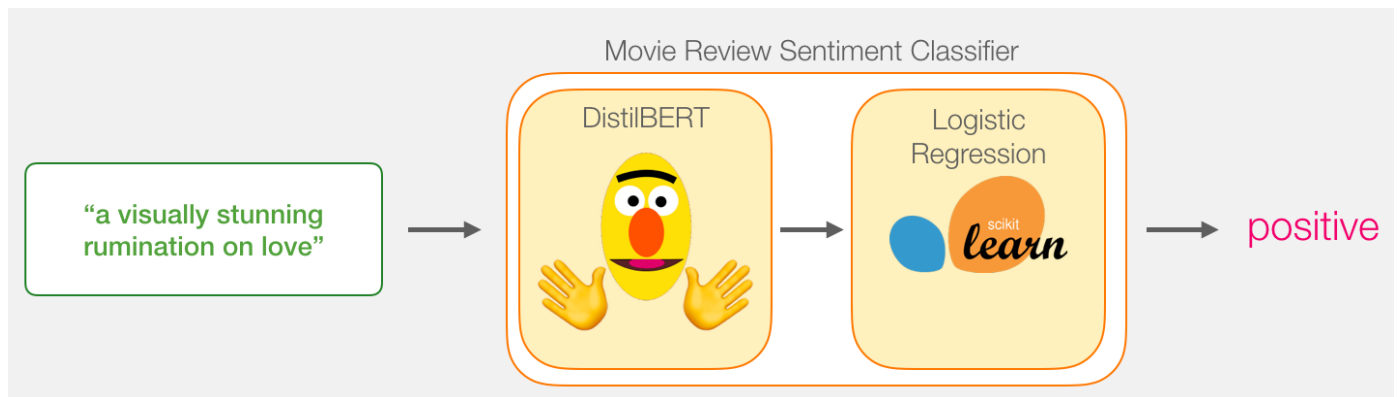 Movie Review Sentiment Classifier
DistilBERT
Logistic
Regression
“a visually stunning
rumination on love”
scikit
learn
positive